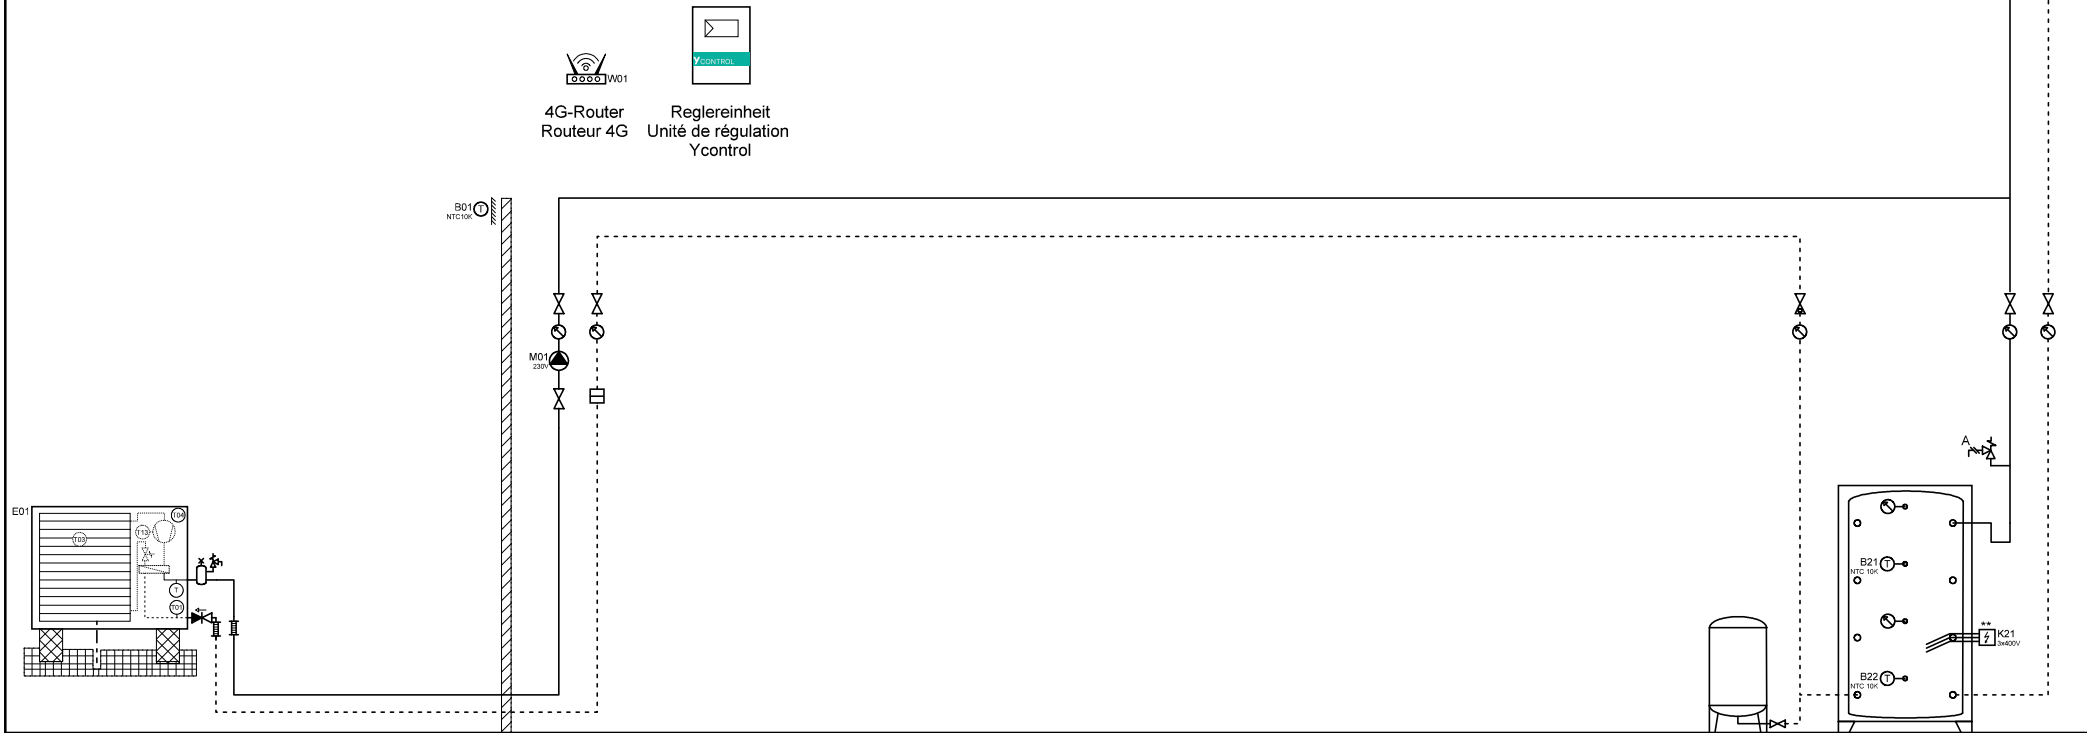 YCONTROL
W01
4G-Router
Routeur 4G
Reglereinheit
Unité de régulation
Ycontrol
B01
T
NTC10K
M01
230V
A
E01
T04
T13
T03
T
T01
B21
T
NTC 10K
**
K21
3x400V
B22
T
NTC 10K